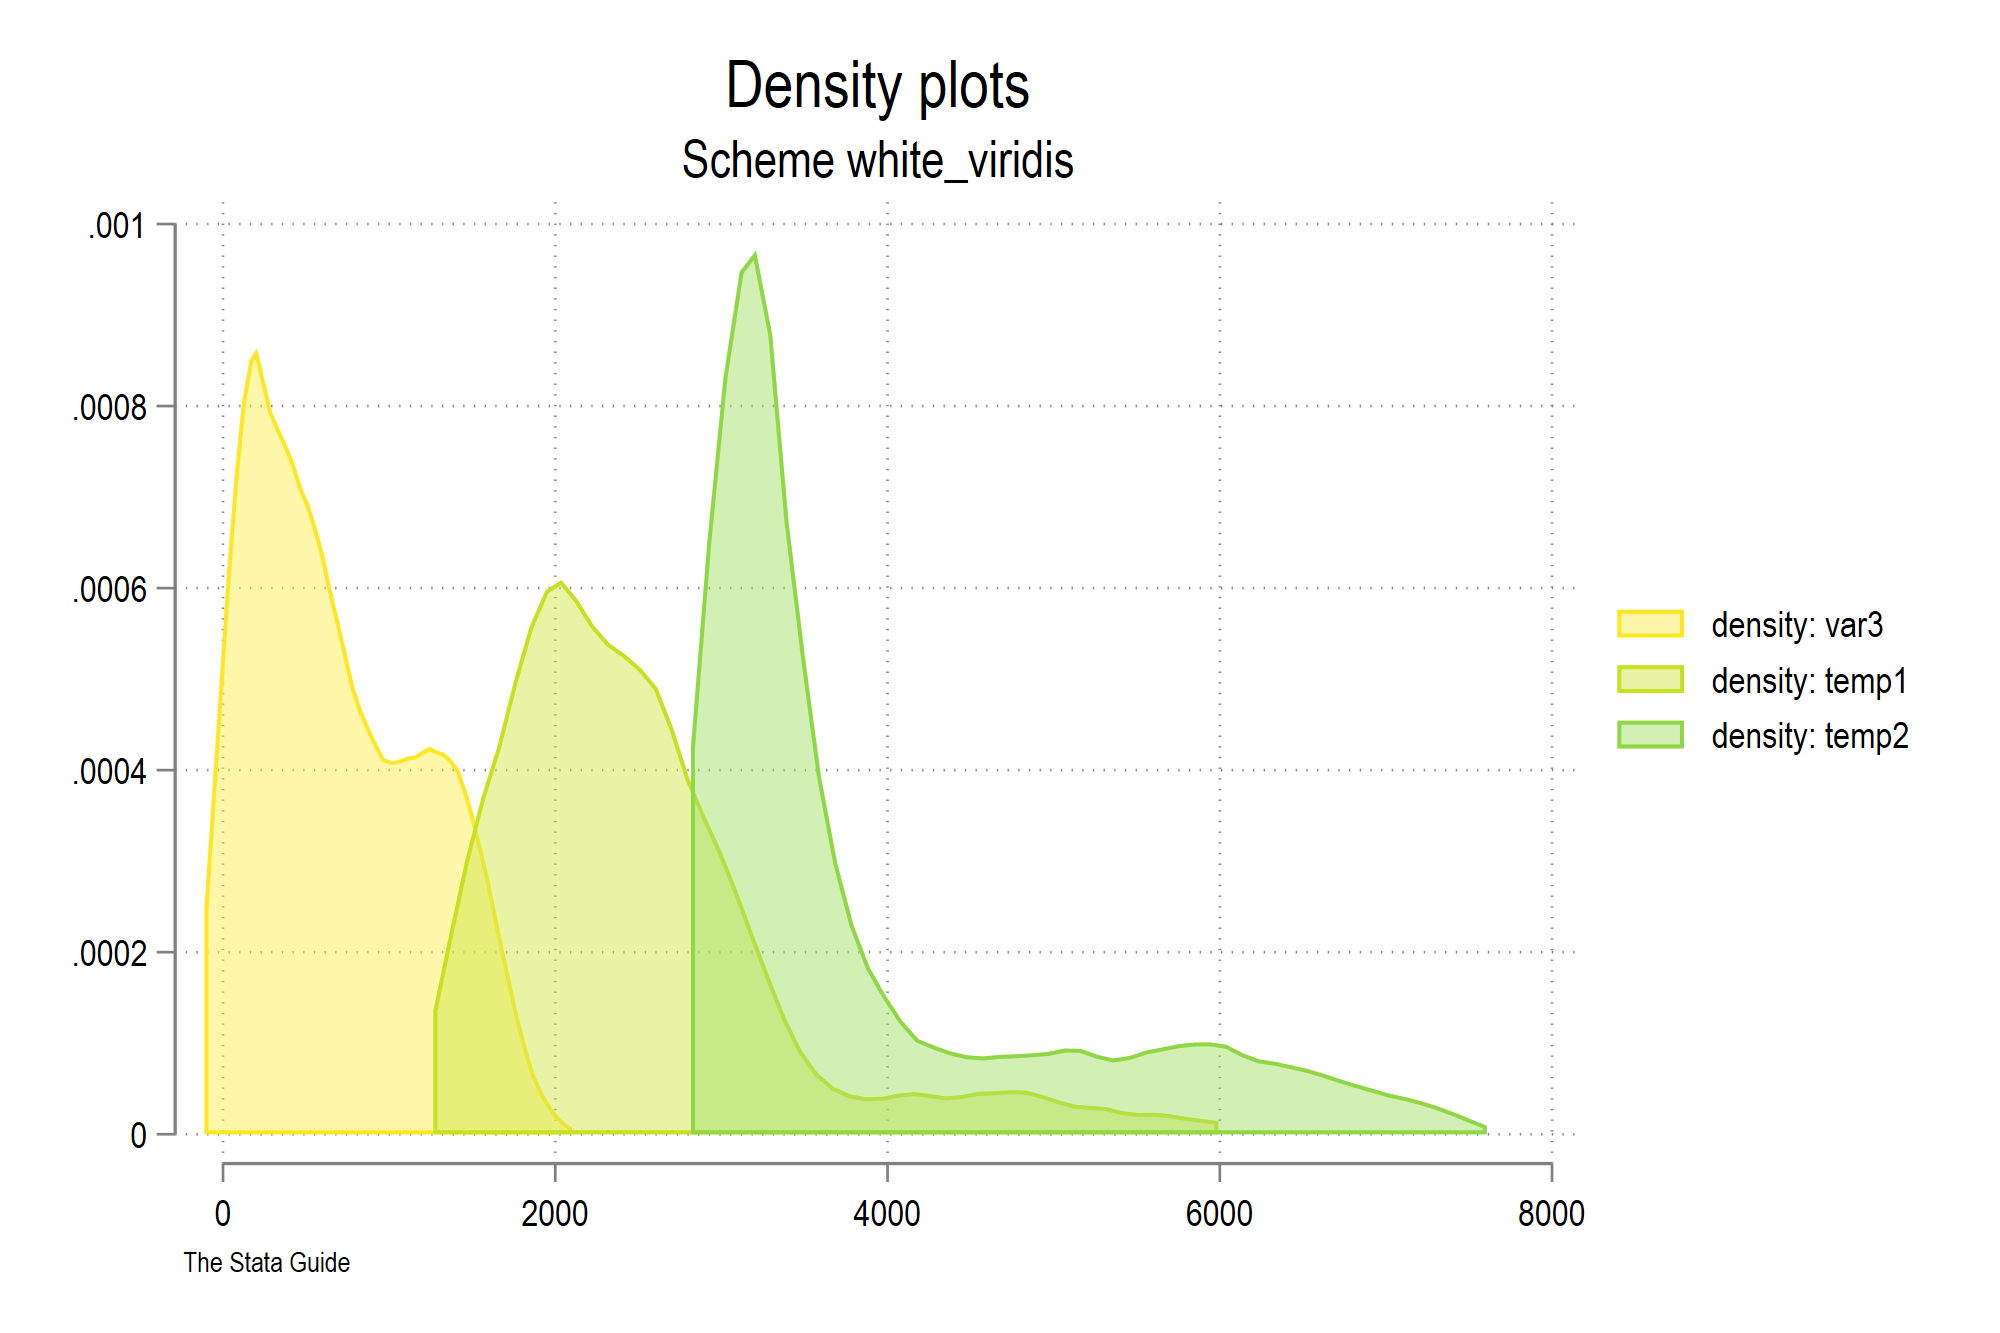 Density plots
Scheme white_viridis
.001
.0008
.0006
.0004
.0002
0
0 2000 4000 6000 8000
density: var3
density: temp1
density: temp2
The Stata Guide